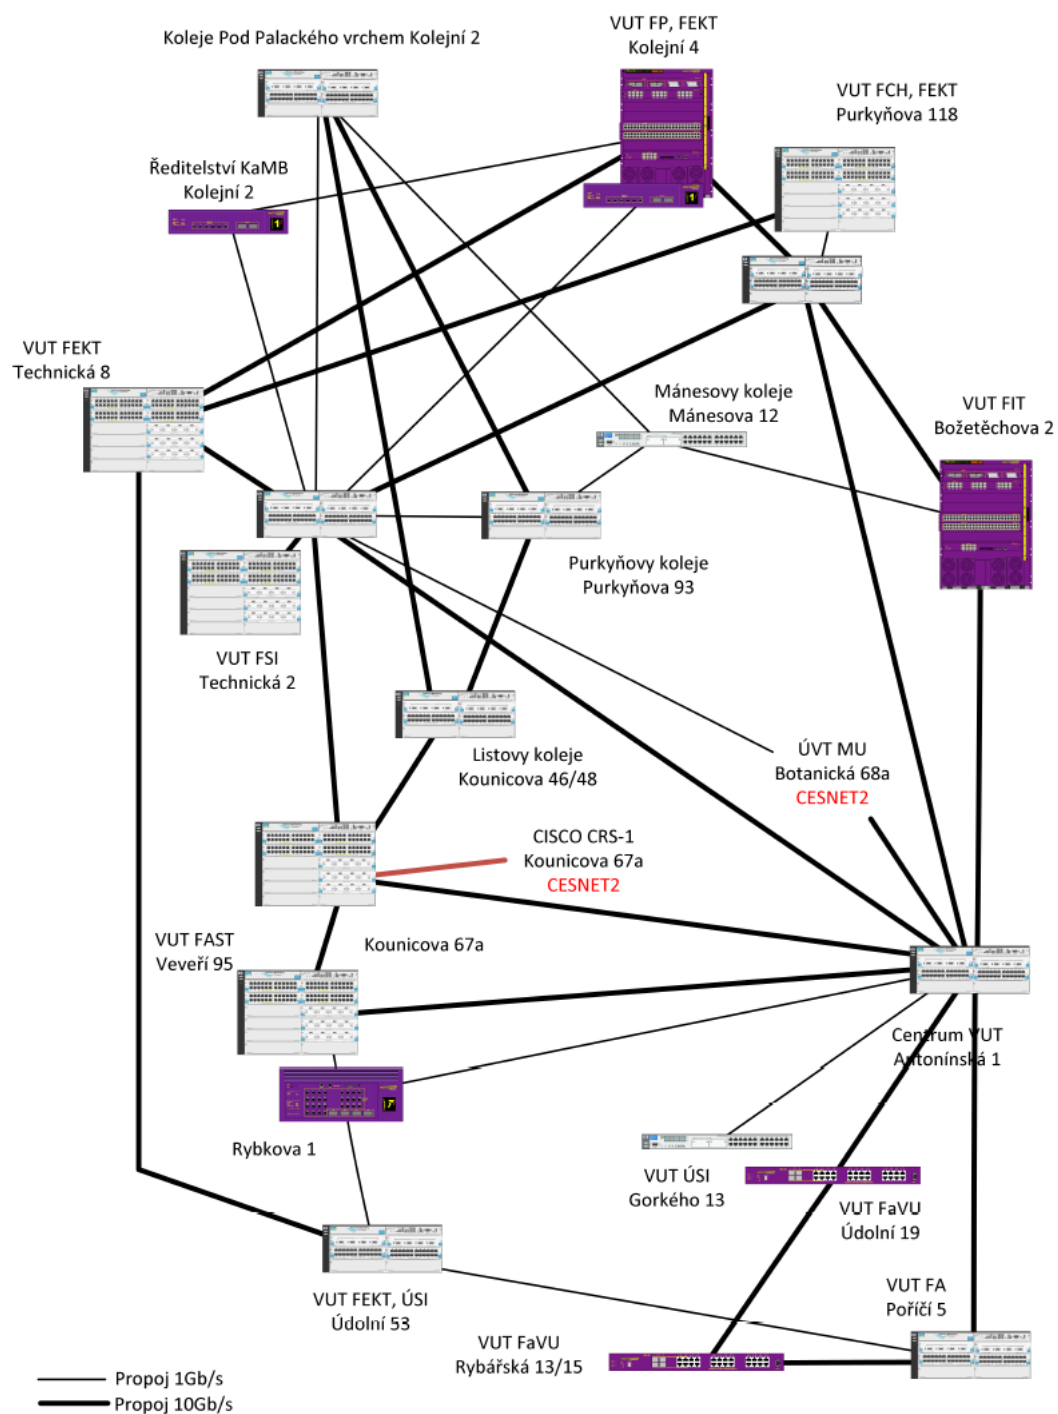 VUT FP, FEKT
Kolejní 4
Koleje Pod Palackého vrchem Kolejní 2
VUT FCH, FEKT
Purkyňova 118
Ředitelství KaMB
Kolejní 2
VUT FEKT
Technická 8
Mánesovy koleje
Mánesova 12
VUT FIT
Božetěchova 2
Purkyňovy koleje
Purkyňova 93
VUT FSI
Technická 2
Listovy koleje
Kounicova 46/48
ÚVT MU
Botanická 68a
CESNET2
CISCO CRS-1
Kounicova 67a
CESNET2
Kounicova 67a
VUT FAST
Veveří 95
Centrum VUT
Antonínská 1
Rybkova 1
VUT ÚSI
Gorkého 13
VUT FaVU
Údolní 19
VUT FEKT, ÚSI
Údolní 53
VUT FA
Poříčí 5
VUT FaVU
Rybářská 13/15
Propoj 1Gb/s
Propoj 10Gb/s